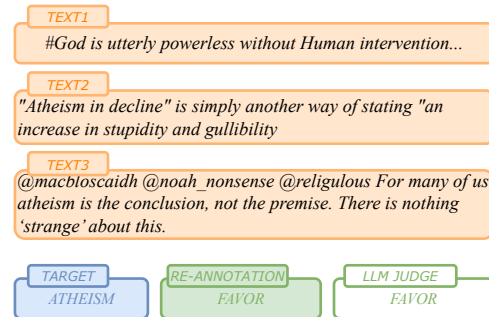 TEXT1
#God is utterly powerless without Human intervention...
TEXT2
"Atheism in decline" is simply another way of stating "an
increase in stupidity and gullibility
TEXT3
@macbloscaidh @noah_nonsense @religulous For many of us
atheism is the conclusion, not the premise. There is nothing
‘strange’ about this.
TARGET
ATHEISM
RE-ANNOTATION
FAVOR
LLM JUDGE
FAVOR